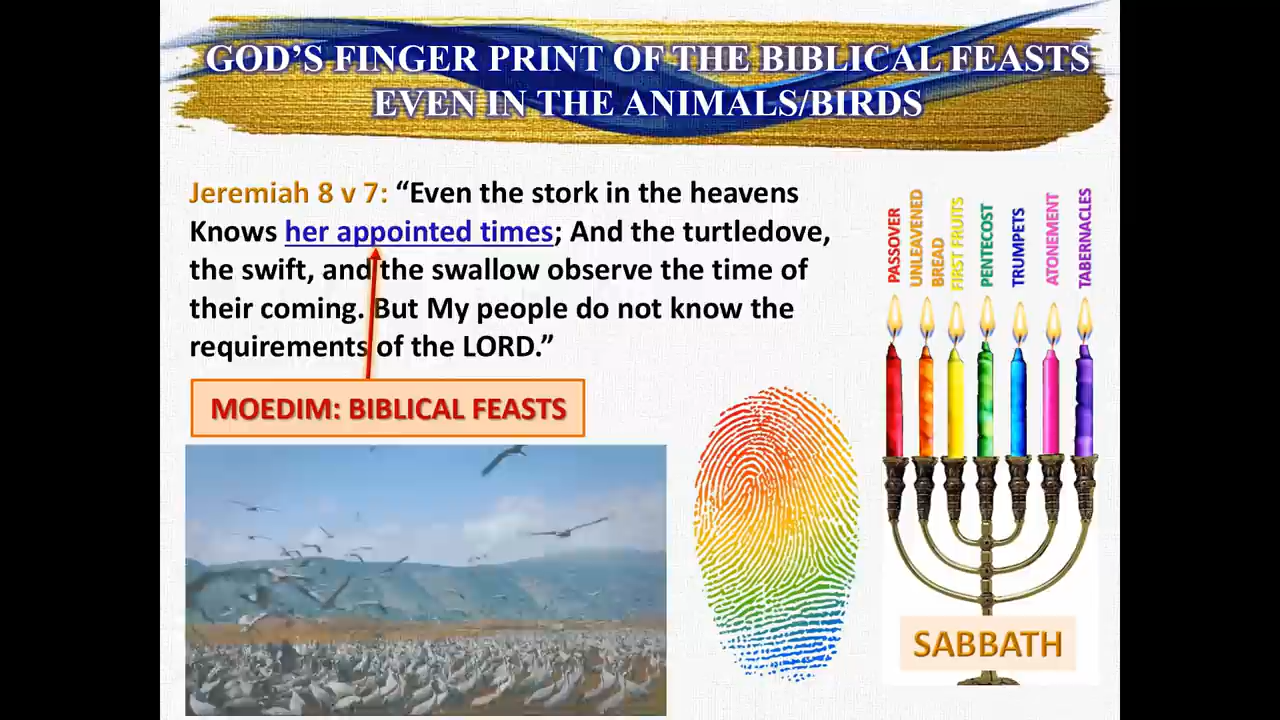 GOD'S FINGER PRINT OF THE BIBLICAL FEASTS
EVEN IN THE ANIMALS/BIRDS
Jeremiah 8 v 7: “Even the stork in the heavens
Knows her appointed times; And the turtledove,
the swift, and the swallow observe the time of
their coming. But My people do not know the
requirements of the LORD.”
MOEDIM: BIBLICAL FEASTS
PASSOVER
UNLEAVENED
BREAD
FIRST FRUITS
PENTECOST
TRUMPETS
ATONEMENT
TABERNACLES
SABBATH